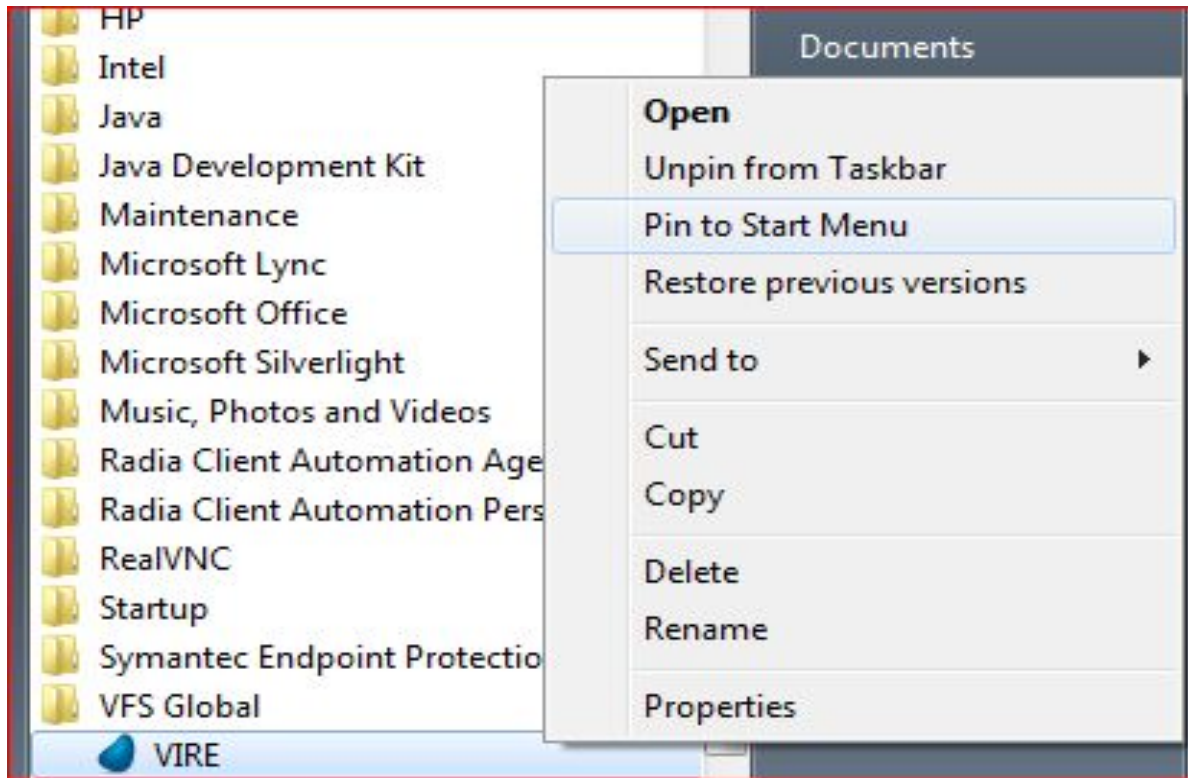 HP
Intel
Java
Java Development Kit
Maintenance
Microsoft Lync
Microsoft Office
Microsoft Silverlight
Music, Photos and Videos
Radia Client Automation Age
Radia Client Automation Pers
RealVNC
Startup
Symantec Endpoint Protectio
VFS Global
VIRE
Documents
Open
Unpin from Taskbar
Pin to Start Menu
Restore previous versions
Send to
Cut
Copy
Delete
Rename
Properties